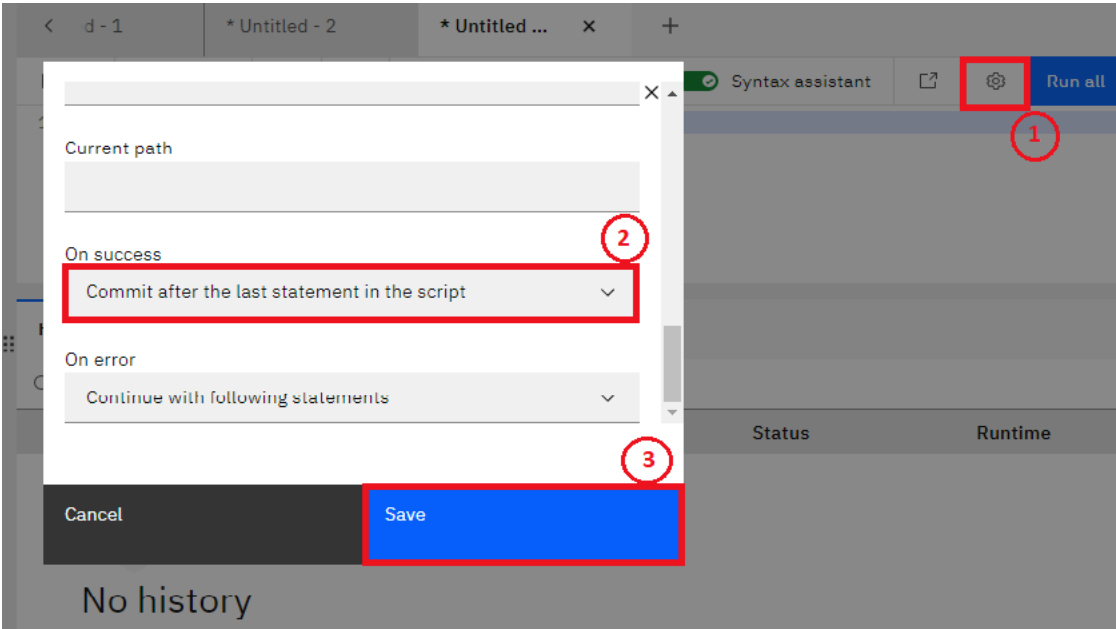 d - 1
* Untitled - 2
* Untitled ...
Syntax assistant
Run all
1
Current path
2
On success
Commit after the last statement in the script
On error
Continue with following statements
Status
Runtime
3
Cancel
Save
No history